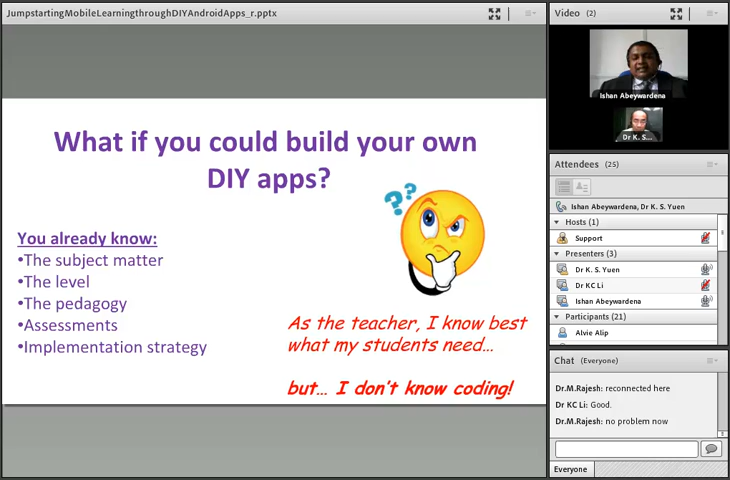 JumpstartingMobileLearningthroughDIYAndroidApps_r.pptx
What if you could build your own
DIY apps?
You already know:
•The subject matter
•The level
•The pedagogy
•Assessments
•Implementation strategy
??
As the teacher, I know best
what my students need...
but... I don't know coding!
Video (2)
Ishan Abeywardena
Dr K. S...
Attendees (25)
Ishan Abeywardena, Dr K. S. Yuen
Hosts (1)
Support
Presenters (3)
Dr K. S. Yuen
Dr KC Li
Ishan Abeywardena
Participants (21)
Alvie Alip
Chat (Everyone)
Dr.M.Rajesh: reconnected here
Dr KC Li: Good.
Dr.M.Rajesh: no problem now
Everyone